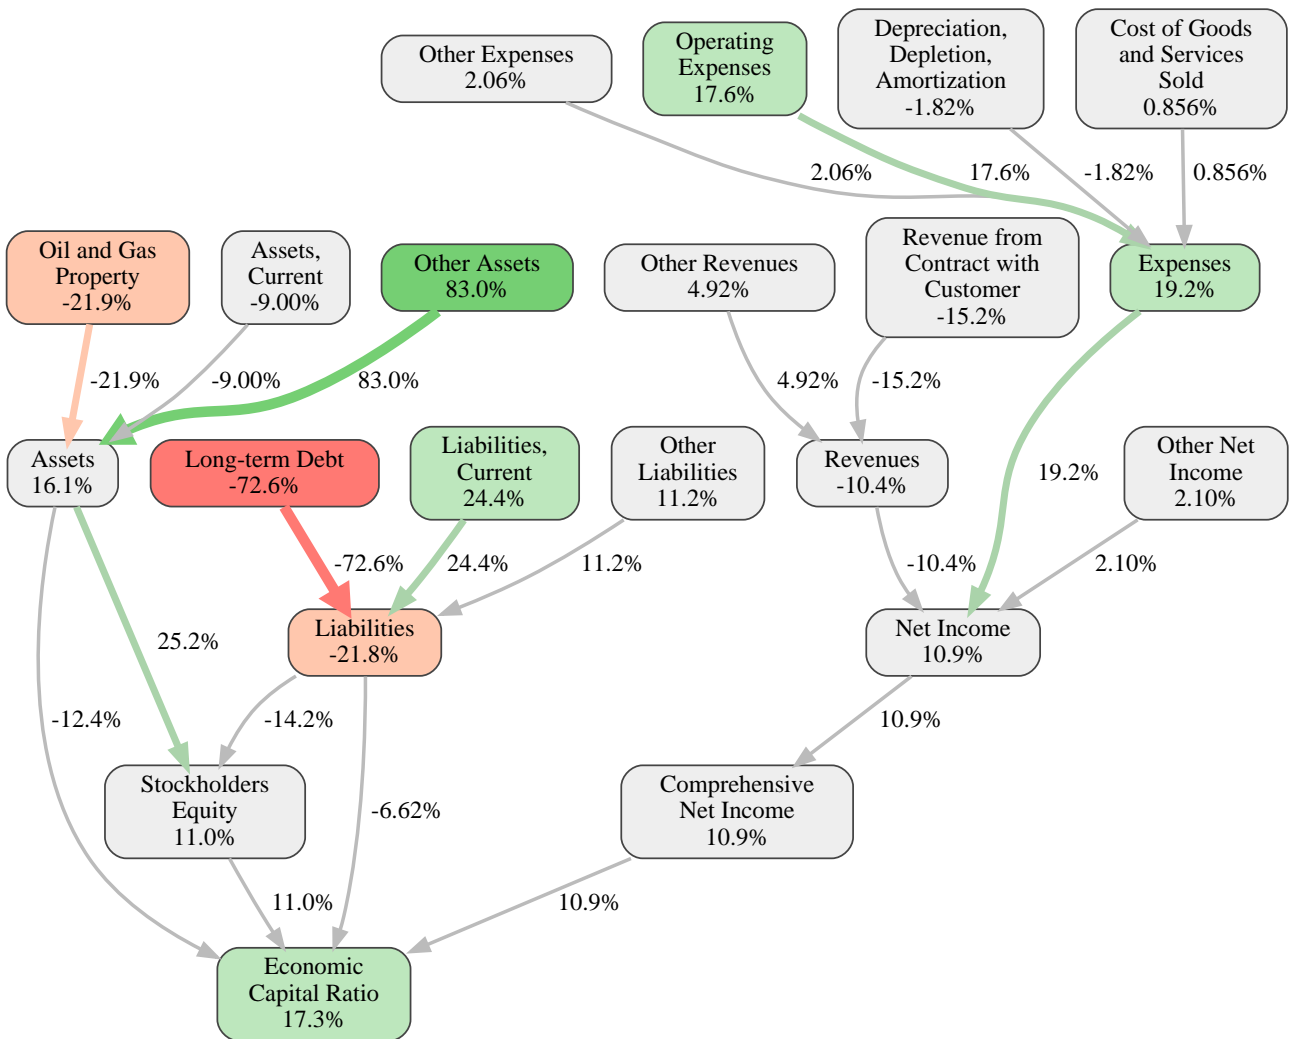 Other Expenses
2.06%
Operating
Expenses
17.6%
Depreciation,
Depletion,
Amortization
-1.82%
Cost of Goods
and Services
Sold
0.856%
2.06%
17.6%
-1.82%
0.856%
Oil and Gas
Property
-21.9%
Assets,
Current
-9.00%
Other Assets
83.0%
Other Revenues
4.92%
Revenue from
Contract with
Customer
-15.2%
Expenses
19.2%
-21.9%
-9.00%
83.0%
4.92%
-15.2%
Assets
16.1%
Long-term Debt
-72.6%
Liabilities,
Current
24.4%
Other
Liabilities
11.2%
Revenues
-10.4%
19.2%
Other Net
Income
2.10%
-72.6%
24.4%
11.2%
-10.4%
2.10%
25.2%
Liabilities
-21.8%
Net Income
10.9%
-12.4%
-14.2%
10.9%
Stockholders
Equity
11.0%
-6.62%
Comprehensive
Net Income
10.9%
11.0%
10.9%
Economic
Capital Ratio
17.3%